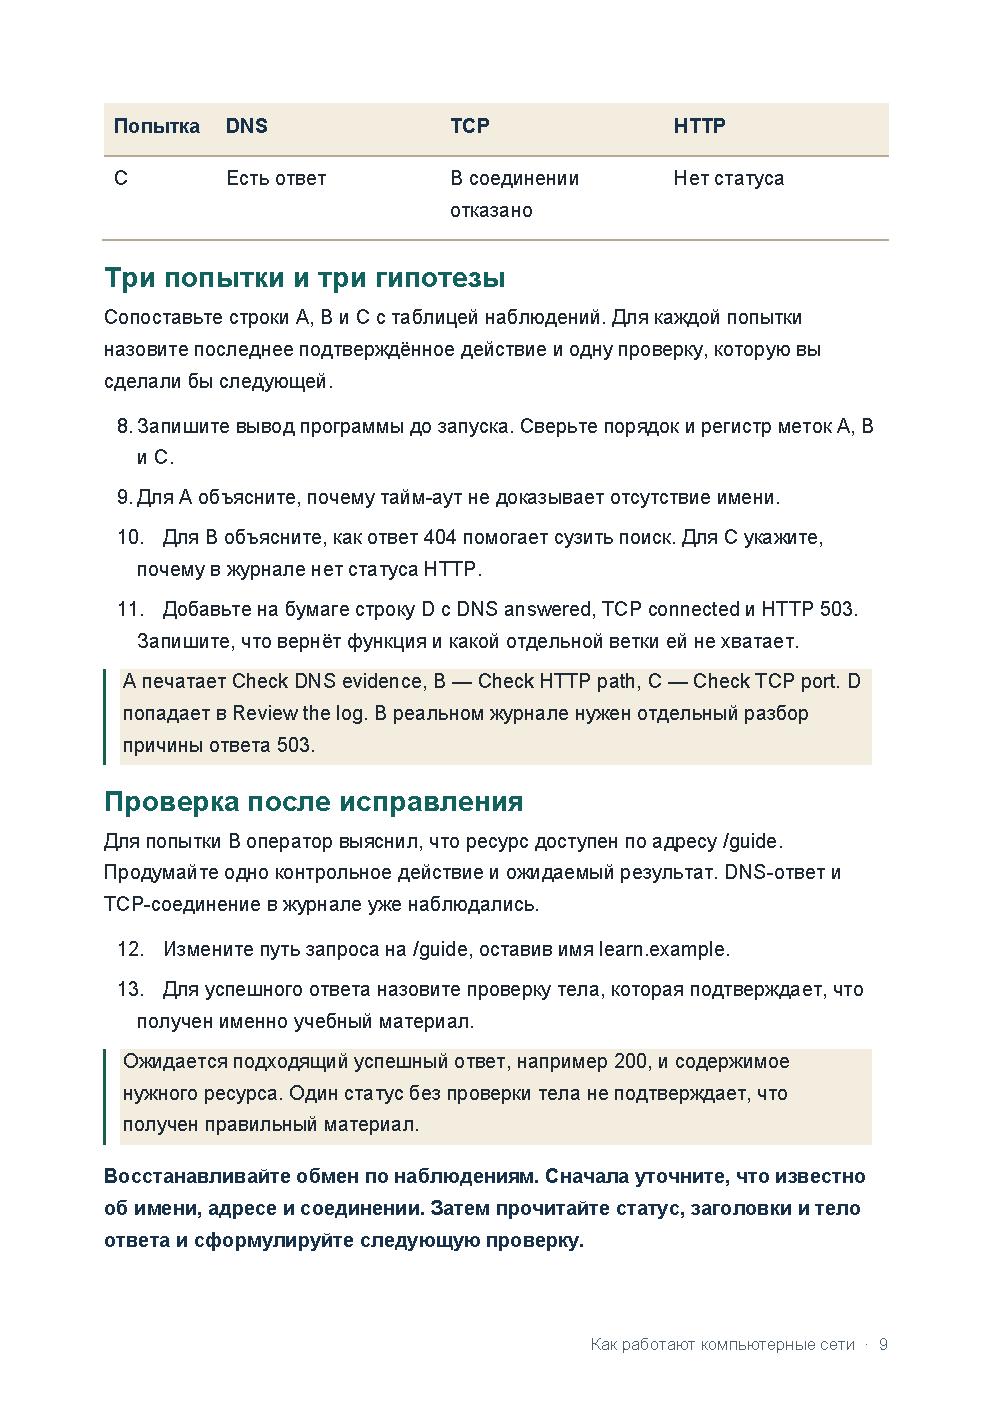 Попытка DNS TCP HTTP
C Есть ответ В соединении Нет статуса
отказано
Три попытки и три гипотезы
Сопоставьте строки A, B и C с таблицей наблюдений. Для каждой попытки
назовите последнее подтверждённое действие и одну проверку, которую вы
сделали бы следующей.
8. Запишите вывод программы до запуска. Сверьте порядок и регистр меток A, B
и C.
9. Для A объясните, почему тайм-аут не доказывает отсутствие имени.
10. Для B объясните, как ответ 404 помогает сузить поиск. Для C укажите,
почему в журнале нет статуса HTTP.
11. Добавьте на бумаге строку D с DNS answered, TCP connected и HTTP 503.
Запишите, что вернёт функция и какой отдельной ветки ей не хватает.
A печатает Check DNS evidence, B — Check HTTP path, C — Check TCP port. D
попадает в Review the log. В реальном журнале нужен отдельный разбор
причины ответа 503.
Проверка после исправления
Для попытки B оператор выяснил, что ресурс доступен по адресу /guide.
Продумайте одно контрольное действие и ожидаемый результат. DNS-ответ и
TCP-соединение в журнале уже наблюдались.
12. Измените путь запроса на /guide, оставив имя learn.example.
13. Для успешного ответа назовите проверку тела, которая подтверждает, что
получен именно учебный материал.
Ожидается подходящий успешный ответ, например 200, и содержимое
нужного ресурса. Один статус без проверки тела не подтверждает, что
получен правильный материал.
Восстанавливайте обмен по наблюдениям. Сначала уточните, что известно
об имени, адресе и соединении. Затем прочитайте статус, заголовки и тело
ответа и сформулируйте следующую проверку.
Как работают компьютерные сети · 9